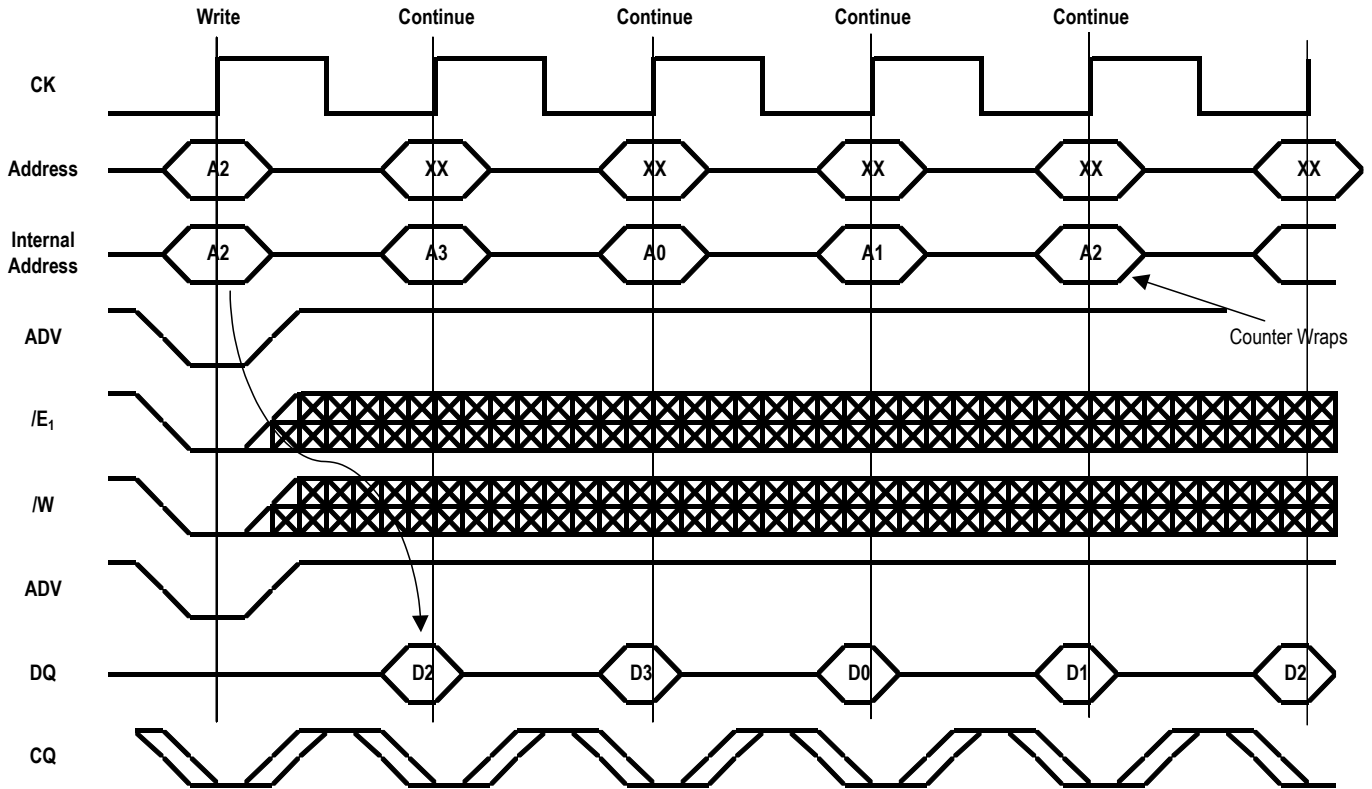 Write Continue Continue Continue Continue
CK
Address A2 XX XX XX XX XX
Internal
Address
A2 A3 A0 A1 A2
ADV
Counter Wraps
/E1
/W
ADV
DQ D2 D3 D0 D1 D2
CQ